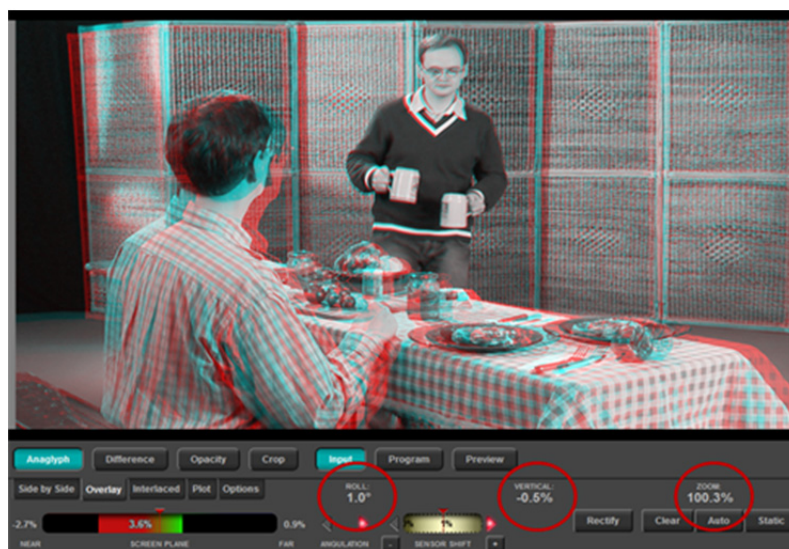 Anaglyph Difference Opacity Crop Input Program Preview
Side by Side Overlay Interlaced Plot Options
ROLL:
1.0°
VERTICAL:
-0.5%
ZOOM:
100.3%
-2.7% 3.6% 0.9% 1%
Rectify Clear Auto Static
NEAR SCREEN PLANE FAR ANGULATION - SENSOR SHIFT +